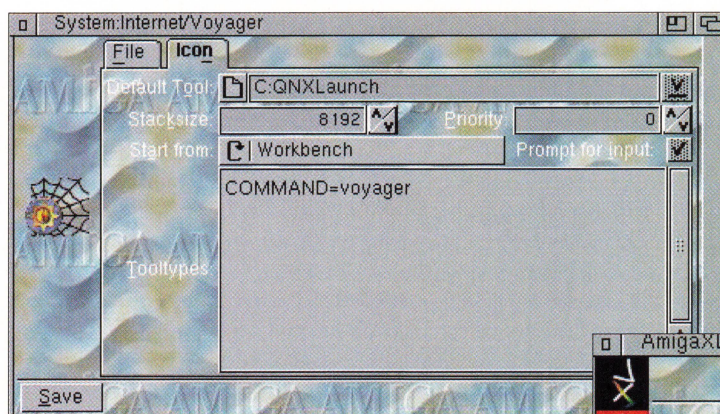 System:Internet/Voyager
File Icon
Default Tool: C:QNXLaunch
Stacksize: 8192 Priority: 0
Start from: Workbench Prompt for input:
COMMAND=voyager
Tooltypes:
AmigaXL
Save